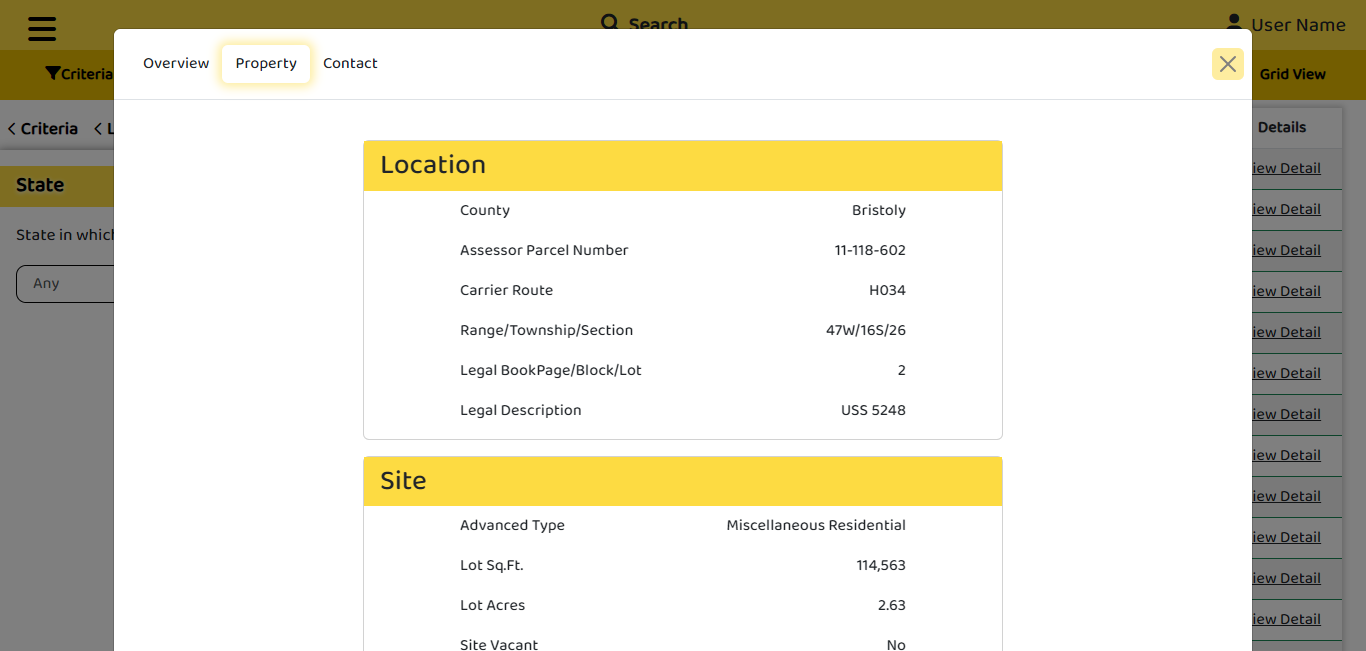 Search
User Name
Criteria
Grid View
Overview Property Contact
Criteria
Details
State
State in which
Any
Location
County Bristoly
Assessor Parcel Number 11-118-602
Carrier Route H034
Range/Township/Section 47W/16S/26
Legal BookPage/Block/Lot 2
Legal Description USS 5248
Site
Advanced Type Miscellaneous Residential
Lot Sq.Ft. 114,563
Lot Acres 2.63
Site Vacant No
iew Detail
iew Detail
iew Detail
iew Detail
iew Detail
iew Detail
iew Detail
iew Detail
iew Detail
iew Detail
iew Detail
iew Detail